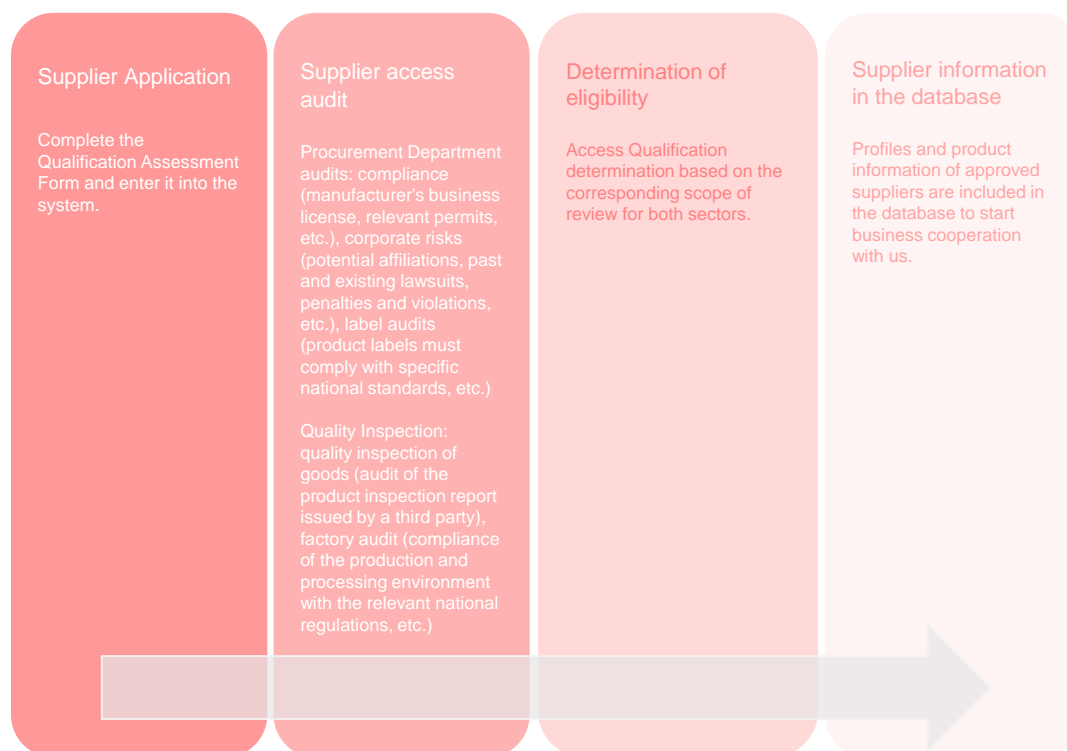 Supplier Application
Complete the
Qualification Assessment
Form and enter it into the
system.
Supplier access
audit
Procurement Department
audits: compliance
(manufacturer's business
license, relevant permits,
etc.), corporate risks
(potential affiliations, past
and existing lawsuits,
penalties and violations,
etc.), label audits
(product labels must
comply with specific
national standards, etc.)
Quality Inspection:
quality inspection of
goods (audit of the
product inspection report
issued by a third party),
factory audit (compliance
of the production and
processing environment
with the relevant national
regulations, etc.)
Determination of
eligibility
Access Qualification
determination based on the
corresponding scope of
review for both sectors.
Supplier information
in the database
Profiles and product
information of approved
suppliers are included in
the database to start
business cooperation
with us.